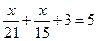 x/21 + x/15 ÷ 3 = 5